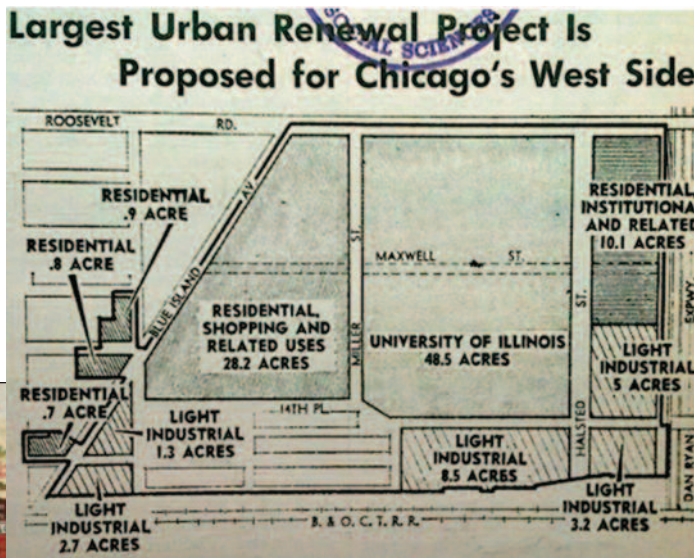 SOCIAL SCIENCES
Largest Urban Renewal Project Is
Proposed for Chicago's West Side
ROOSEVELT RD.
RESIDENTIAL
.9 ACRE
RESIDENTIAL
.8 ACRE
RESIDENTIAL
.7 ACRE
BLUE ISLAND AV.
RESIDENTIAL,
SHOPPING AND
RELATED USES
28.2 ACRES
MILLER ST.
MAXWELL ST.
UNIVERSITY OF ILLINOIS
48.5 ACRES
HALSTED ST.
RESIDENTIAL,
INSTITUTIONAL
AND RELATED
10.1 ACRES
LIGHT
INDUSTRIAL
5 ACRES
DAN RYAN EXPWY.
14TH PL.
LIGHT
INDUSTRIAL
1.3 ACRES
LIGHT
INDUSTRIAL
8.5 ACRES
LIGHT
INDUSTRIAL
2.7 ACRES
LIGHT
INDUSTRIAL
3.2 ACRES
B. & O. C. T. R. R.